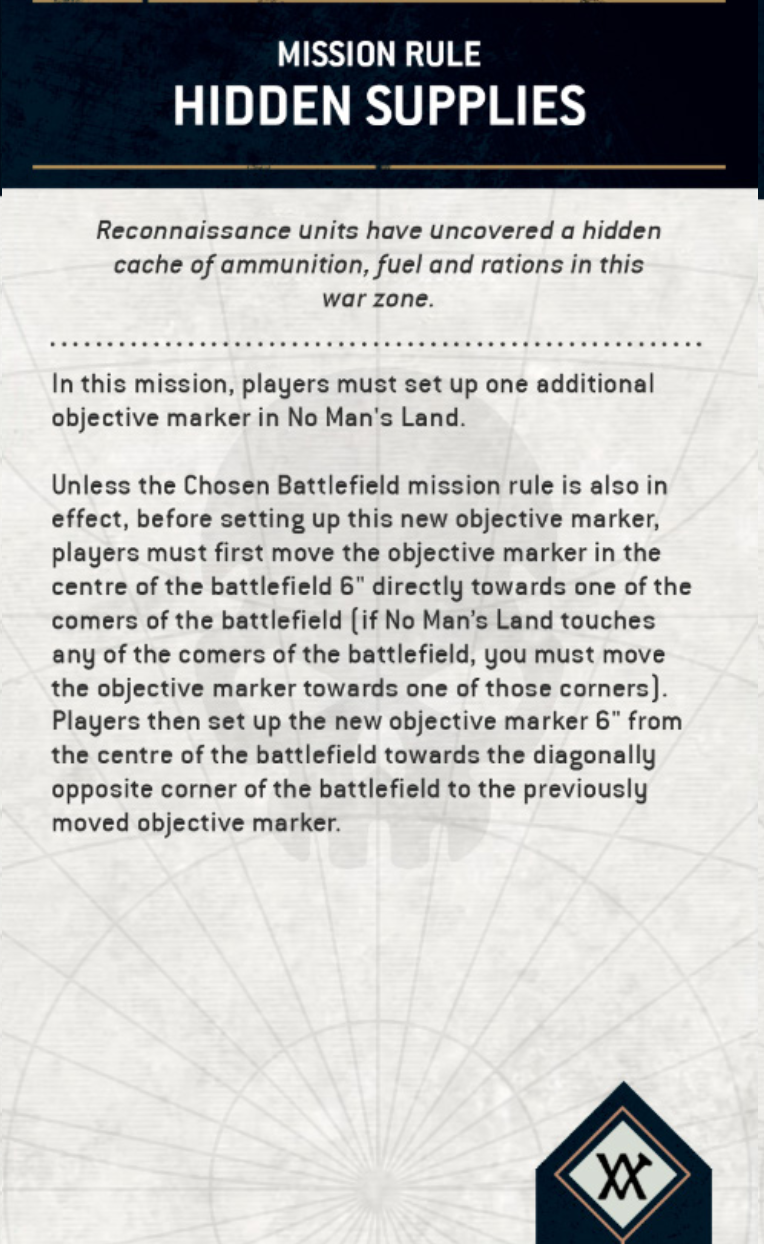 MISSION RULE
HIDDEN SUPPLIES
Reconnaissance units have uncovered a hidden
cache of ammunition, fuel and rations in this
war zone.
In this mission, players must set up one additional
objective marker in No Man's Land.
Unless the Chosen Battlefield mission rule is also in
effect, before setting up this new objective marker,
players must first move the objective marker in the
centre of the battlefield 6" directly towards one of the
comers of the battlefield (if No Man's Land touches
any of the comers of the battlefield, you must move
the objective marker towards one of those corners).
Players then set up the new objective marker 6" from
the centre of the battlefield towards the diagonally
opposite corner of the battlefield to the previously
moved objective marker.